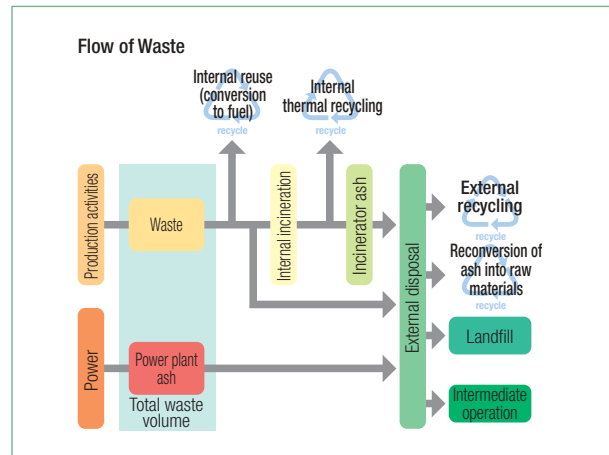 Flow of Waste
Internal reuse
(conversion
to fuel)
recycle
Internal
thermal recycling
recycle
Production activities
Waste
Internal incineration
Incinerator ash
External disposal
External
recycling
recycle
Reconversion of
ash into raw
materials
recycle
Landfill
Intermediate
operation
Power
Power plant
ash
Total waste
volume